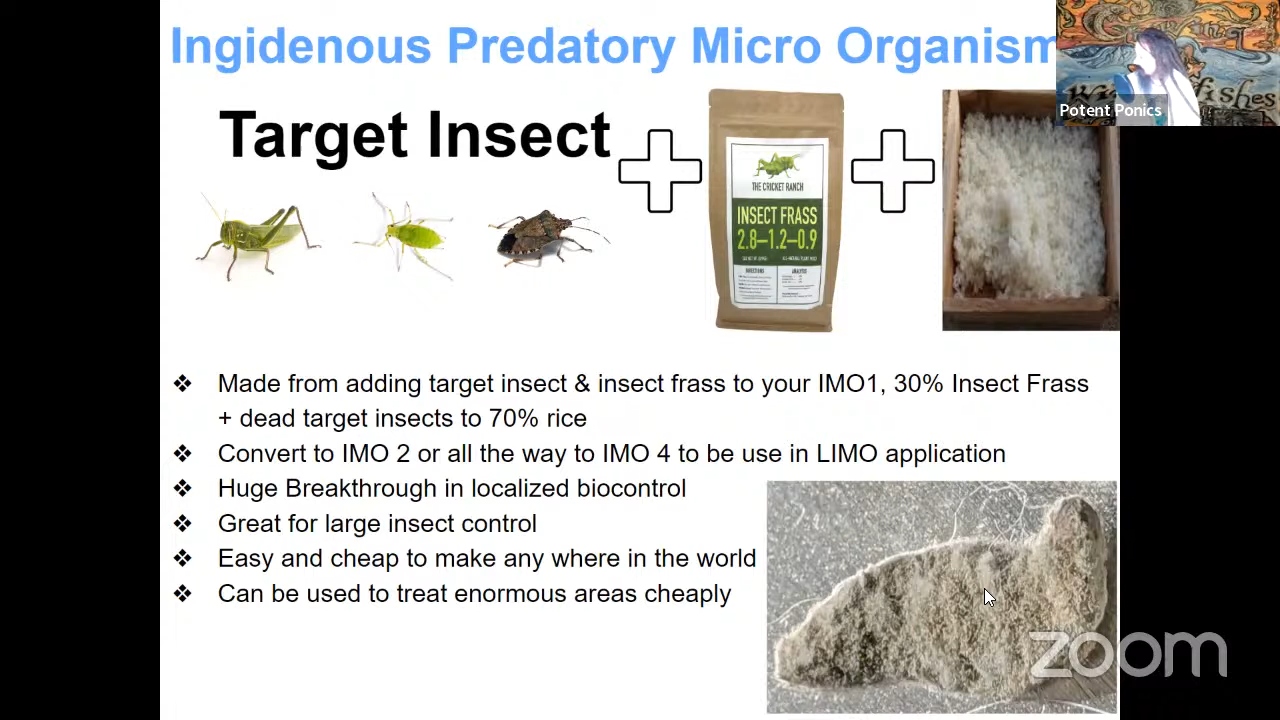 Ingidenous Predatory Micro Organism
Potent Ponics
Target Insect
THE CRICKET RANCH
INSECT FRASS
2.8–1.2–0.9
DIRECTIONS
ANALYSIS
❖ Made from adding target insect & insect frass to your IMO1, 30% Insect Frass
+ dead target insects to 70% rice
❖ Convert to IMO 2 or all the way to IMO 4 to be use in LIMO application
❖ Huge Breakthrough in localized biocontrol
❖ Great for large insect control
❖ Easy and cheap to make any where in the world
❖ Can be used to treat enormous areas cheaply
zoom